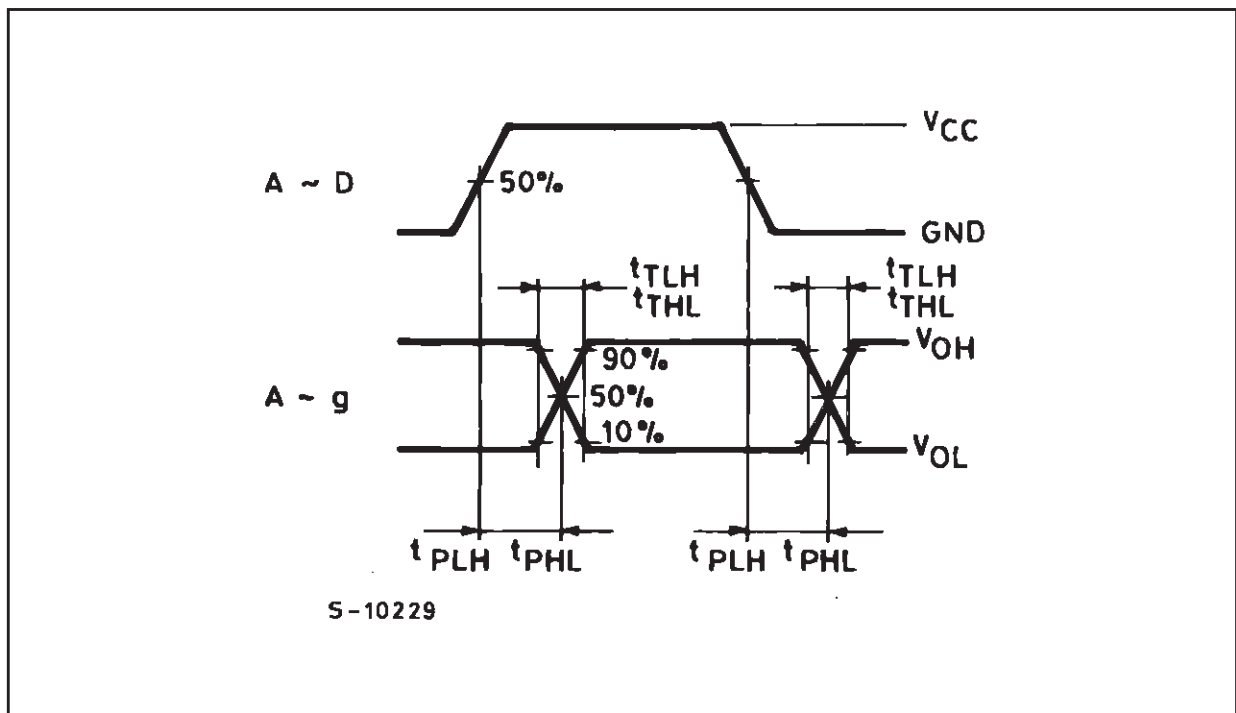 VCC
A ~ D
50%
GND
tTLH
tTHL
tTLH
tTHL
VOH
90%
A ~ g
50%
10%
VOL
tPLH tPHL tPLH tPHL
S-10229